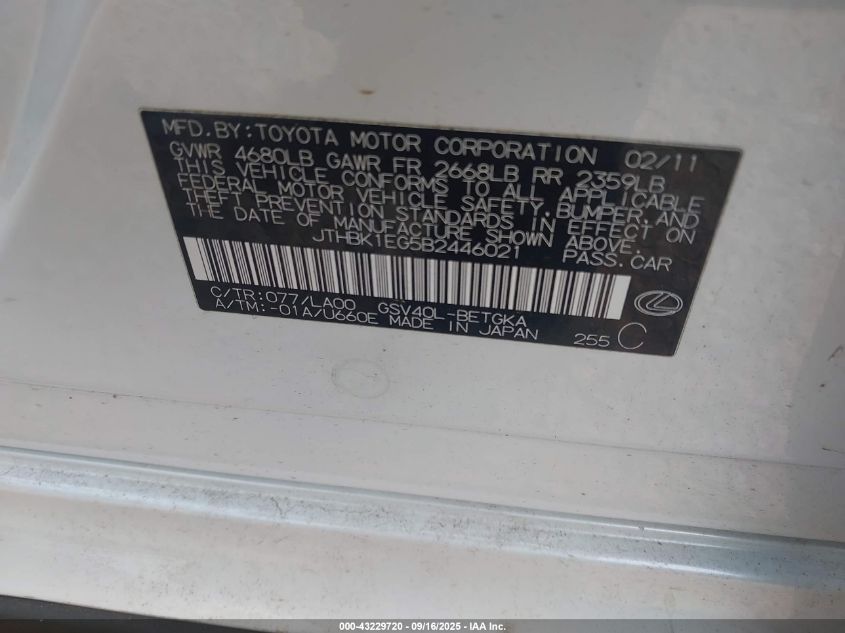 MFD.BY:TOYOTA MOTOR CORPORATION 02/11
GVWR 4680LB GAWR FR 2668LB RR 2359LB
THIS VEHICLE CONFORMS TO ALL APPLICABLE
FEDERAL MOTOR VEHICLE SAFETY,BUMPER,AND
THEFT PREVENTION STANDARDS IN EFFECT ON
THE DATE OF MANUFACTURE SHOWN ABOVE.
JTHBK1EG5B2446021 PASS.CAR
C/TR:077/LA00 GSV40L-BETGKA
A/TM:-01A/U660E MADE IN JAPAN 255 C
000-43229720 - 09/16/2025 - IAA Inc.